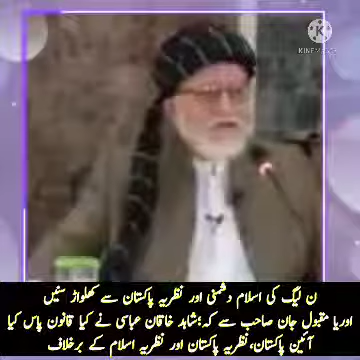 KINEMASTER
ن لیگ کی اسلام دشمنی اور نظریہ پاکستان سے کھلواڑ سنیں
اوریا مقبول جان صاحب سے کہ؛شاہد خاقان عباسی نے کیا قانون پاس کیا
آئین پاکستان،نظریہ پاکستان اور نظریہ اسلام کے برخلاف